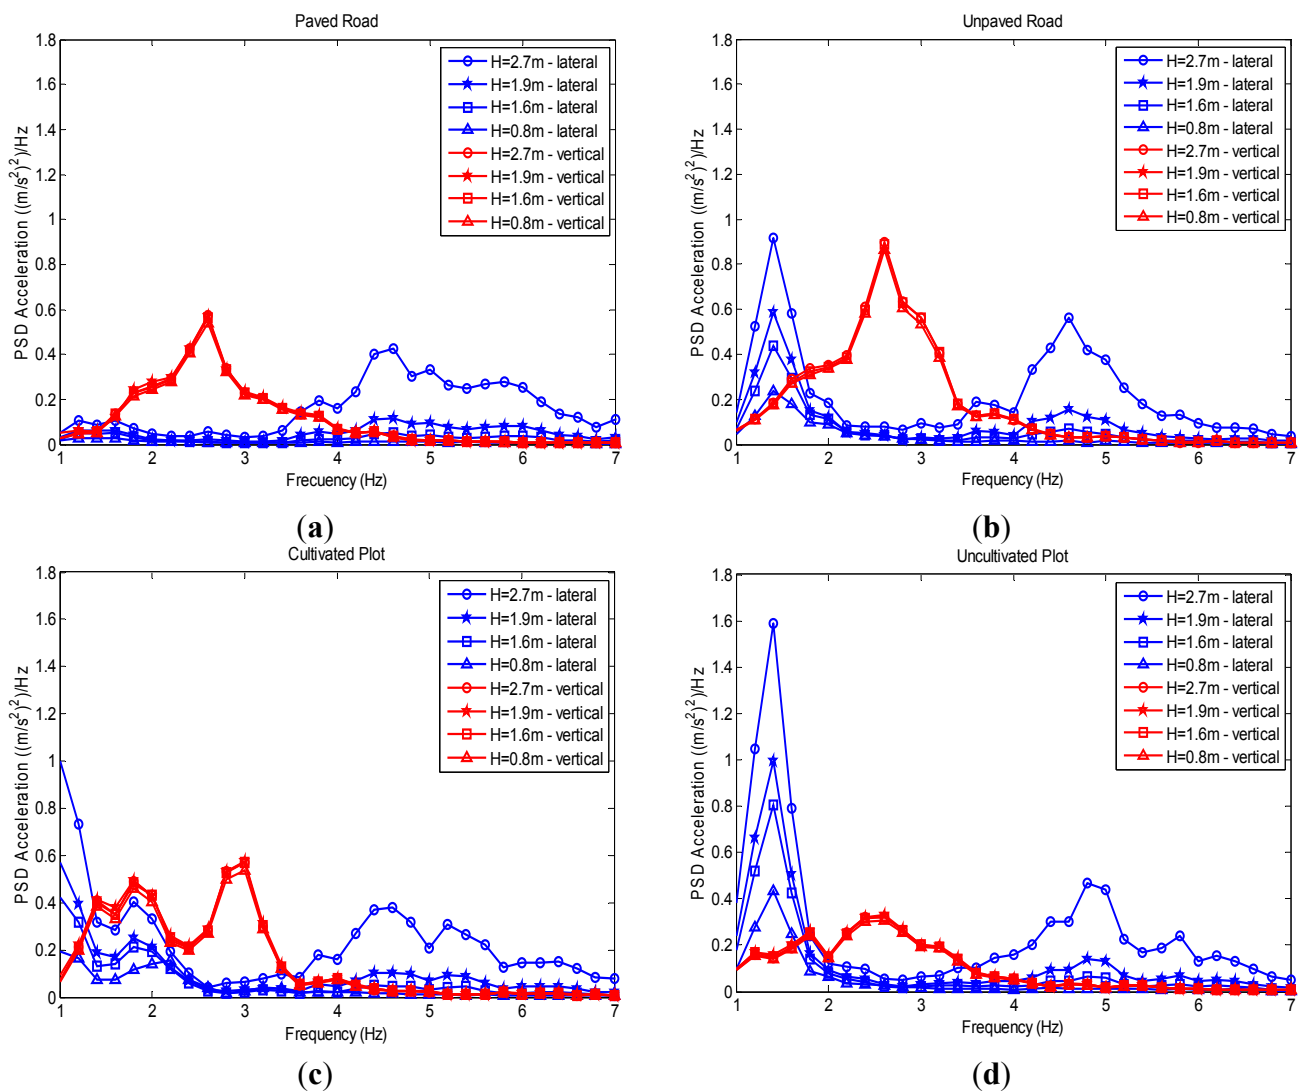 Paved Road
1.8
1.6
1.4
1.2
1
0.8
0.6
0.4
0.2
0
PSD Acceleration ((m/s²)²)/Hz
H=2.7m - lateral
H=1.9m - lateral
H=1.6m - lateral
H=0.8m - lateral
H=2.7m - vertical
H=1.9m - vertical
H=1.6m - vertical
H=0.8m - vertical
1 2 3 4 5 6 7
Frecuency (Hz)
(a)
Unpaved Road
1.8
1.6
1.4
1.2
1
0.8
0.6
0.4
0.2
0
PSD Acceleration ((m/s²)²)/Hz
H=2.7m - lateral
H=1.9m - lateral
H=1.6m - lateral
H=0.8m - lateral
H=2.7m - vertical
H=1.9m - vertical
H=1.6m - vertical
H=0.8m - vertical
1 2 3 4 5 6 7
Frequency (Hz)
(b)
Cultivated Plot
1.8
1.6
1.4
1.2
1
0.8
0.6
0.4
0.2
0
PSD Acceleration ((m/s²)²)/Hz
H=2.7m - lateral
H=1.9m - lateral
H=1.6m - lateral
H=0.8m - lateral
H=2.7m - vertical
H=1.9m - vertical
H=1.6m - vertical
H=0.8m - vertical
1 2 3 4 5 6 7
Frequency (Hz)
(c)
Uncultivated Plot
1.8
1.6
1.4
1.2
1
0.8
0.6
0.4
0.2
0
PSD Acceleration ((m/s²)²)/Hz
H=2.7m - lateral
H=1.9m - lateral
H=1.6m - lateral
H=0.8m - lateral
H=2.7m - vertical
H=1.9m - vertical
H=1.6m - vertical
H=0.8m - vertical
1 2 3 4 5 6 7
Frequency (Hz)
(d)